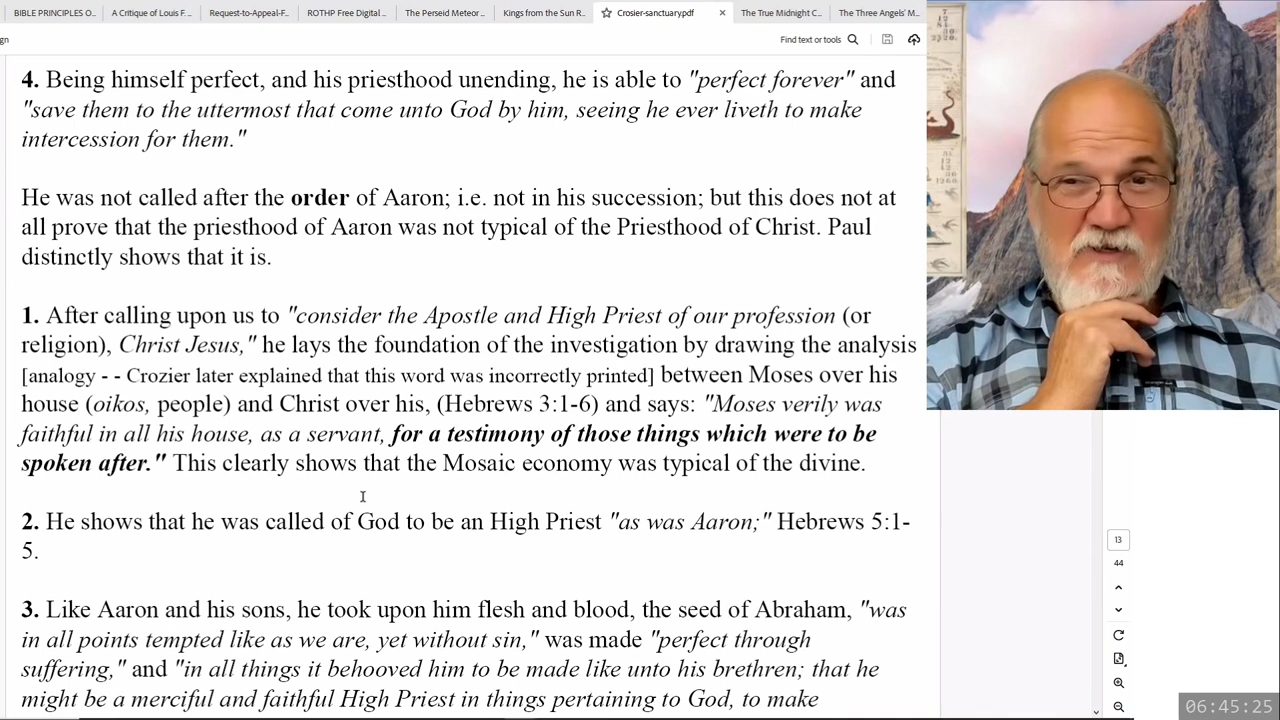 BIBLE PRINCIPLES O..
A Critique of Louis F. ..
Request-to-Appeal-F..
ROTHP Free Digital ..
The Perseid Meteor ..
Kings from the Sun R..
Crosier-sanctuary.pdf
The True Midnight C...
The Three Angels' M...
gn
Find text or tools
4. Being himself perfect, and his priesthood unending, he is able to "perfect forever" and
"save them to the uttermost that come unto God by him, seeing he ever liveth to make
intercession for them."
He was not called after the order of Aaron; i.e. not in his succession; but this does not at
all prove that the priesthood of Aaron was not typical of the Priesthood of Christ. Paul
distinctly shows that it is.
1. After calling upon us to "consider the Apostle and High Priest of our profession (or
religion), Christ Jesus," he lays the foundation of the investigation by drawing the analysis
[analogy - - Crozier later explained that this word was incorrectly printed] between Moses over his
house (oikos, people) and Christ over his, (Hebrews 3:1-6) and says: "Moses verily was
faithful in all his house, as a servant, for a testimony of those things which were to be
spoken after." This clearly shows that the Mosaic economy was typical of the divine.
2. He shows that he was called of God to be an High Priest "as was Aaron;" Hebrews 5:1-
5.
3. Like Aaron and his sons, he took upon him flesh and blood, the seed of Abraham, "was
in all points tempted like as we are, yet without sin," was made "perfect through
suffering," and "in all things it behooved him to be made like unto his brethren; that he
might be a merciful and faithful High Priest in things pertaining to God, to make
13
44
06:45:25